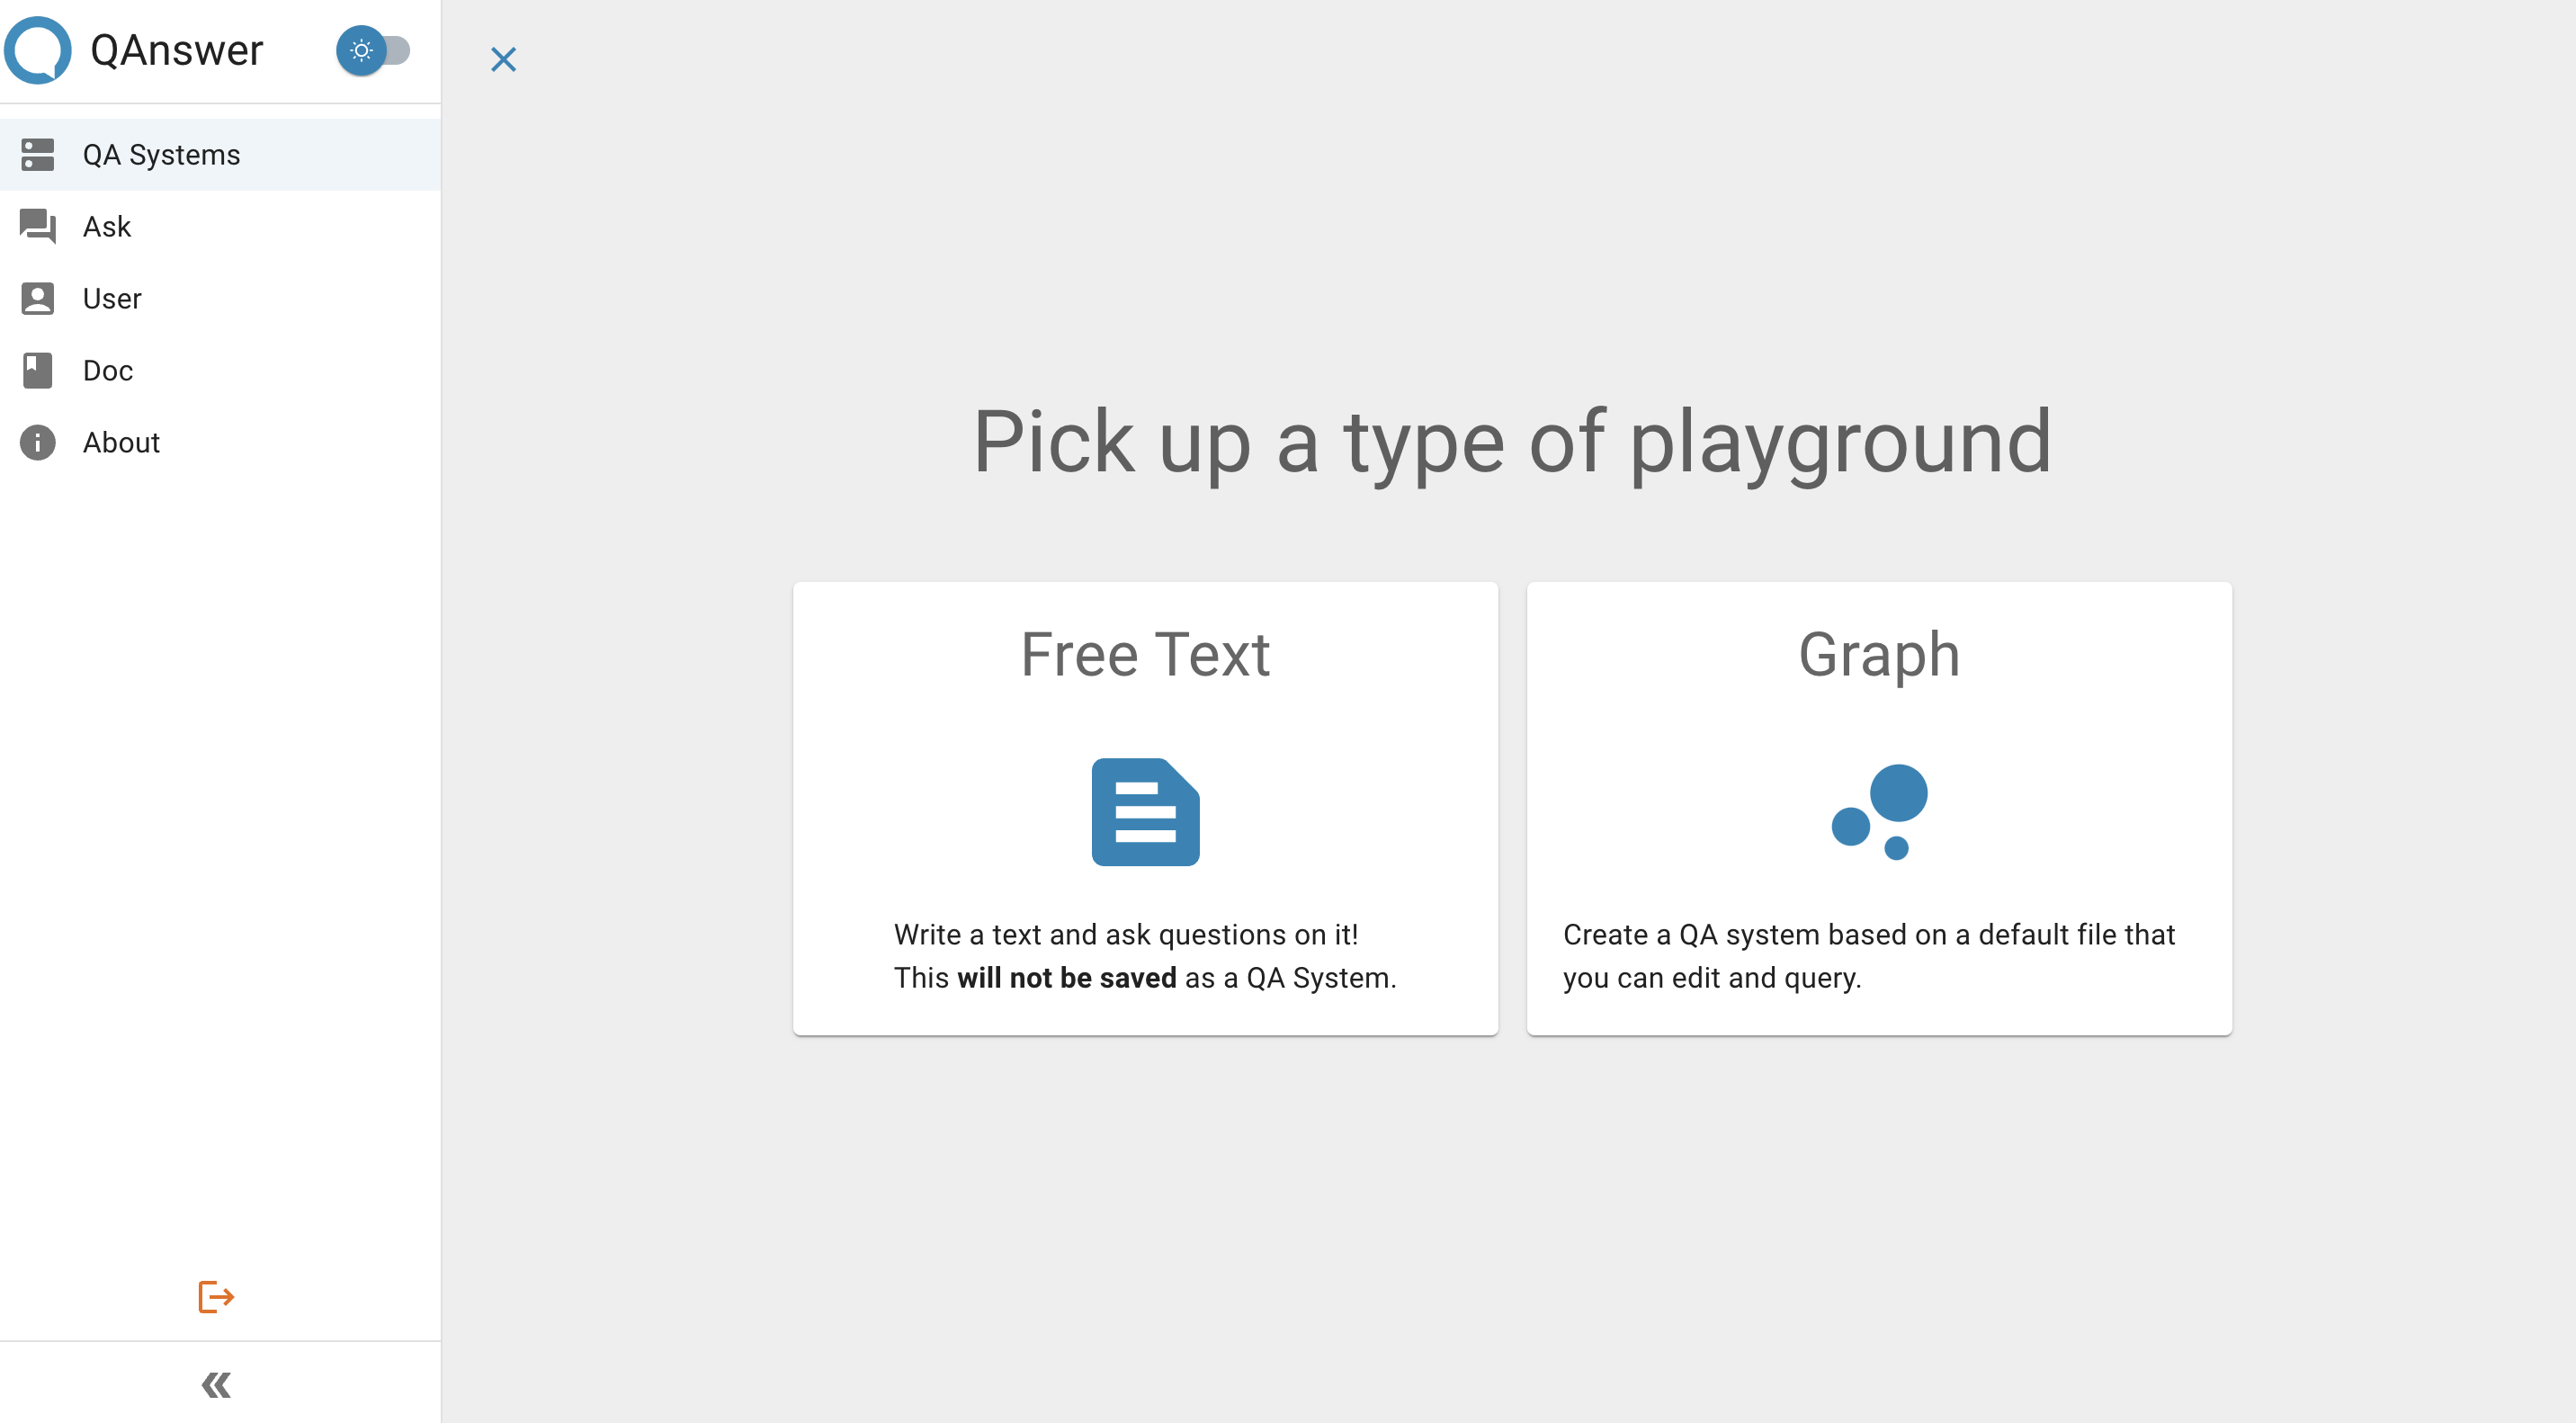 QAnswer
QA Systems
Ask
User
Doc
About
Pick up a type of playground
Free Text
Write a text and ask questions on it!
This will not be saved as a QA System.
Graph
Create a QA system based on a default file that
you can edit and query.